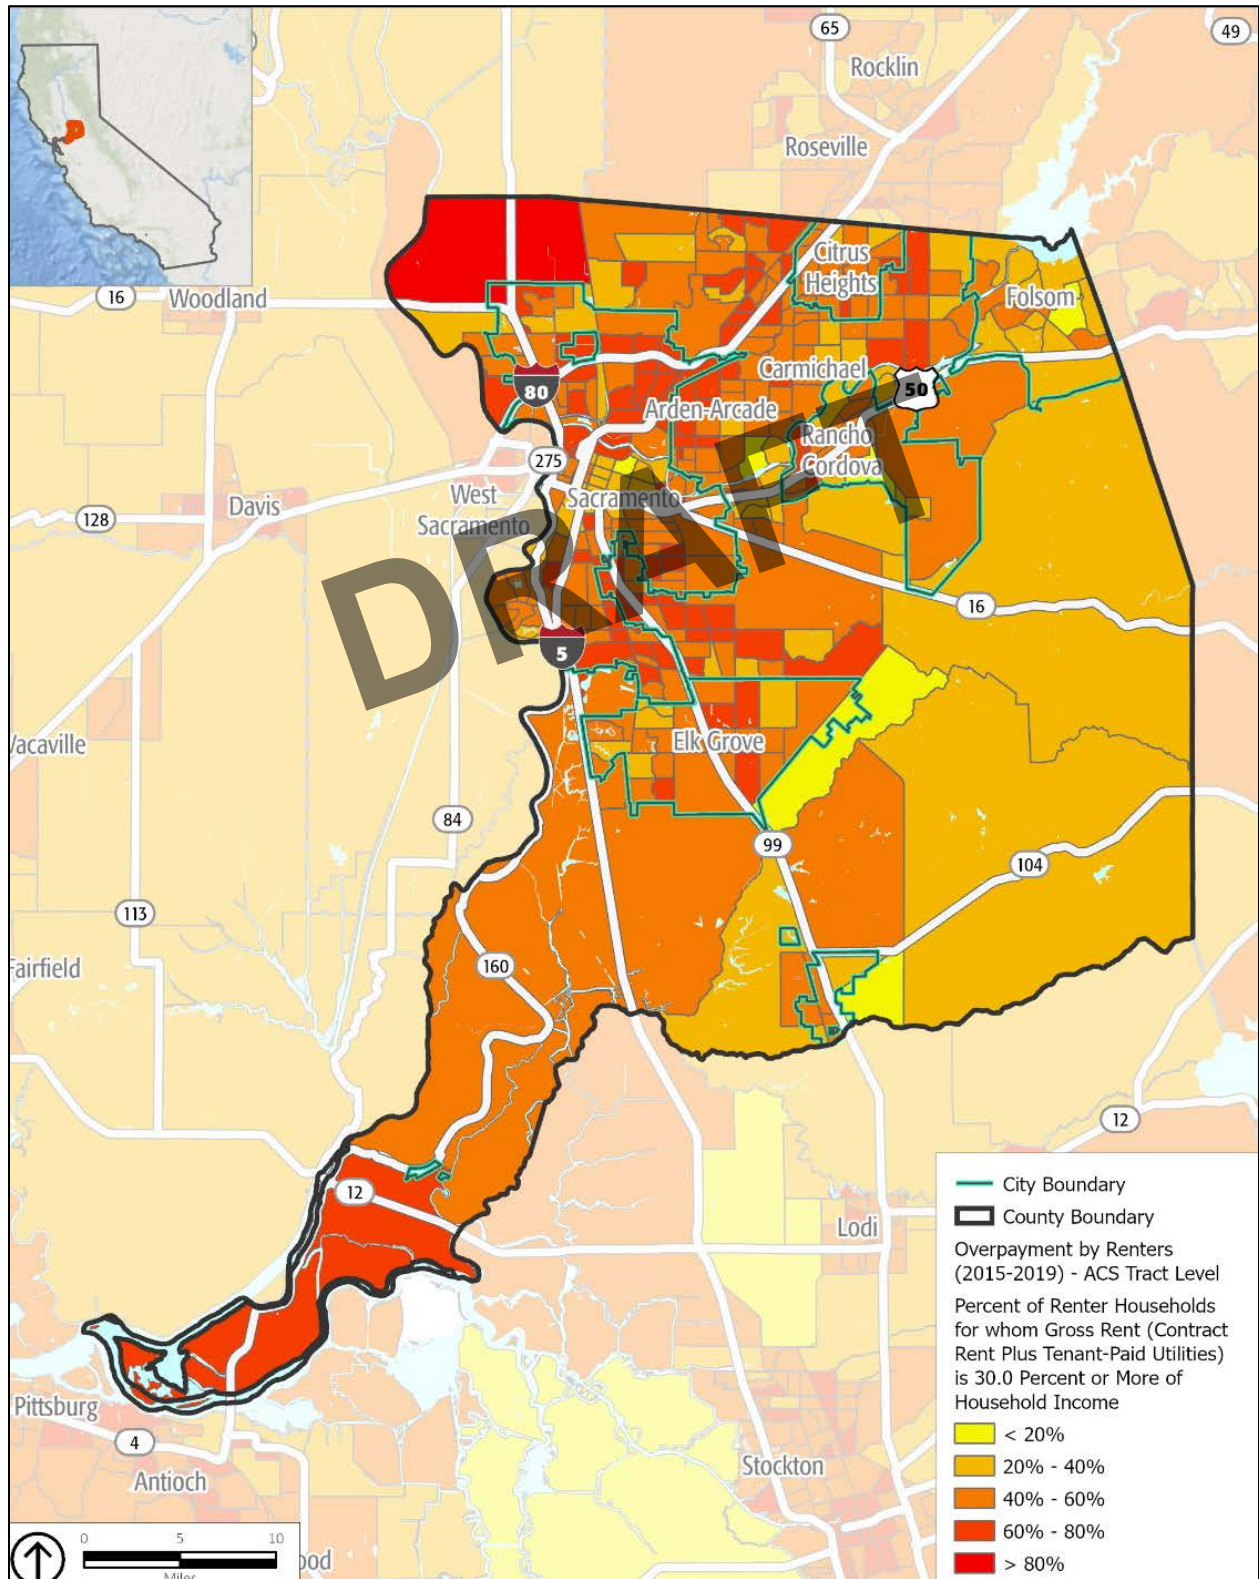 65
49
Rocklin
Roseville
Citrus
Heights
16
Woodland
Folsom
Carmichael
80
50
Arden-Arcade
Rancho
Cordova
275
West
Sacramento
Sacramento
Davis
128
DRAFT
16
5
Elk Grove
Vacaville
84
99
104
113
160
Fairfield
12
12
Lodi
Pittsburg
4
Antioch
Stockton
City Boundary
County Boundary
Overpayment by Renters
(2015-2019) - ACS Tract Level
Percent of Renter Households
for whom Gross Rent (Contract
Rent Plus Tenant-Paid Utilities)
is 30.0 Percent or More of
Household Income
< 20%
20% - 40%
40% - 60%
60% - 80%
> 80%
0 5 10
Miles
ood